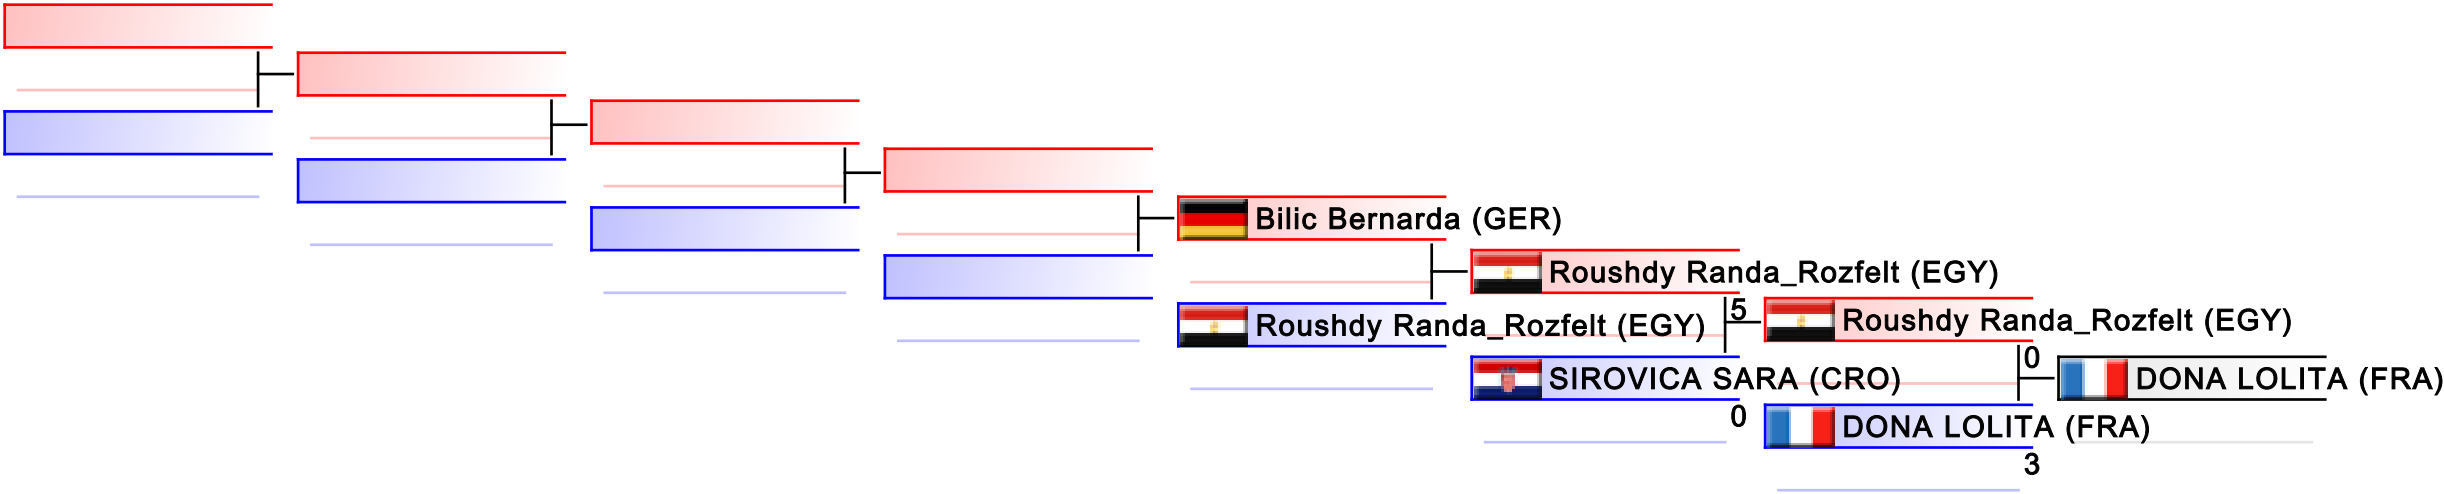 Bilic Bernarda (GER)
Roushdy Randa_Rozfelt (EGY)
Roushdy Randa_Rozfelt (EGY)
5
SIROVICA SARA (CRO)
0
Roushdy Randa_Rozfelt (EGY)
0
DONA LOLITA (FRA)
3
DONA LOLITA (FRA)